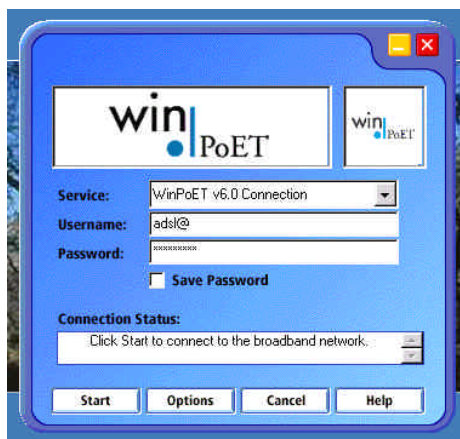 win
PoET
win
PoET
Service: WinPoET v6.0 Connection
Username: adsl@
Password: *********
Save Password
Connection Status:
Click Start to connect to the broadband network.
Start Options Cancel Help